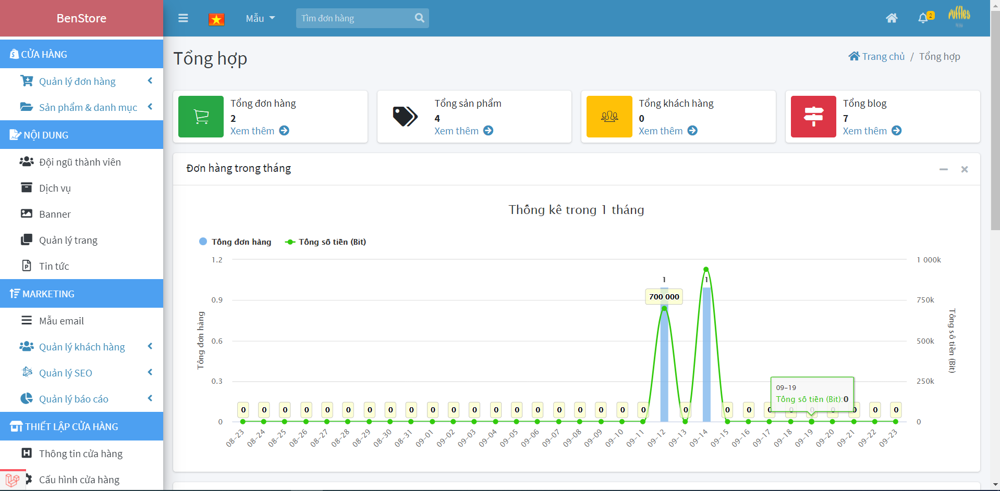 BenStore
Mẫu
Tìm đơn hàng
2
ruffles
CỬA HÀNG
Quản lý đơn hàng
Sản phẩm & danh mục
NỘI DUNG
Đội ngũ thành viên
Dịch vụ
Banner
Quản lý trang
Tin tức
MARKETING
Mẫu email
Quản lý khách hàng
Quản lý SEO
Quản lý báo cáo
THIẾT LẬP CỬA HÀNG
Thông tin cửa hàng
Cấu hình cửa hàng
Tổng hợp
Trang chủ / Tổng hợp
Tổng đơn hàng
2
Xem thêm
Tổng sản phẩm
4
Xem thêm
Tổng khách hàng
0
Xem thêm
Tổng blog
7
Xem thêm
Đơn hàng trong tháng
Thống kê trong 1 tháng
Tổng đơn hàng Tổng số tiền (Bit)
Tổng đơn hàng
1.2
0.9
0.6
0.3
0
1 000k
750k
500k
250k
0
Tổng số tiền (Bit)
1 1
700 000
09-19
Tổng số tiền (Bit):0
0 0 0 0 0 0 0 0 0 0 0 0 0 0 0 0 0 0 0 0 0 0 0 0 0 0 0 0 0 0
08-23 08-24 08-25 08-26 08-27 08-28 08-29 08-30 08-31 09-01 09-02 09-03 09-04 09-05 09-06 09-07 09-08 09-09 09-10 09-11 09-12 09-13 09-14 09-15 09-16 09-17 09-18 09-19 09-20 09-21 09-22 09-23